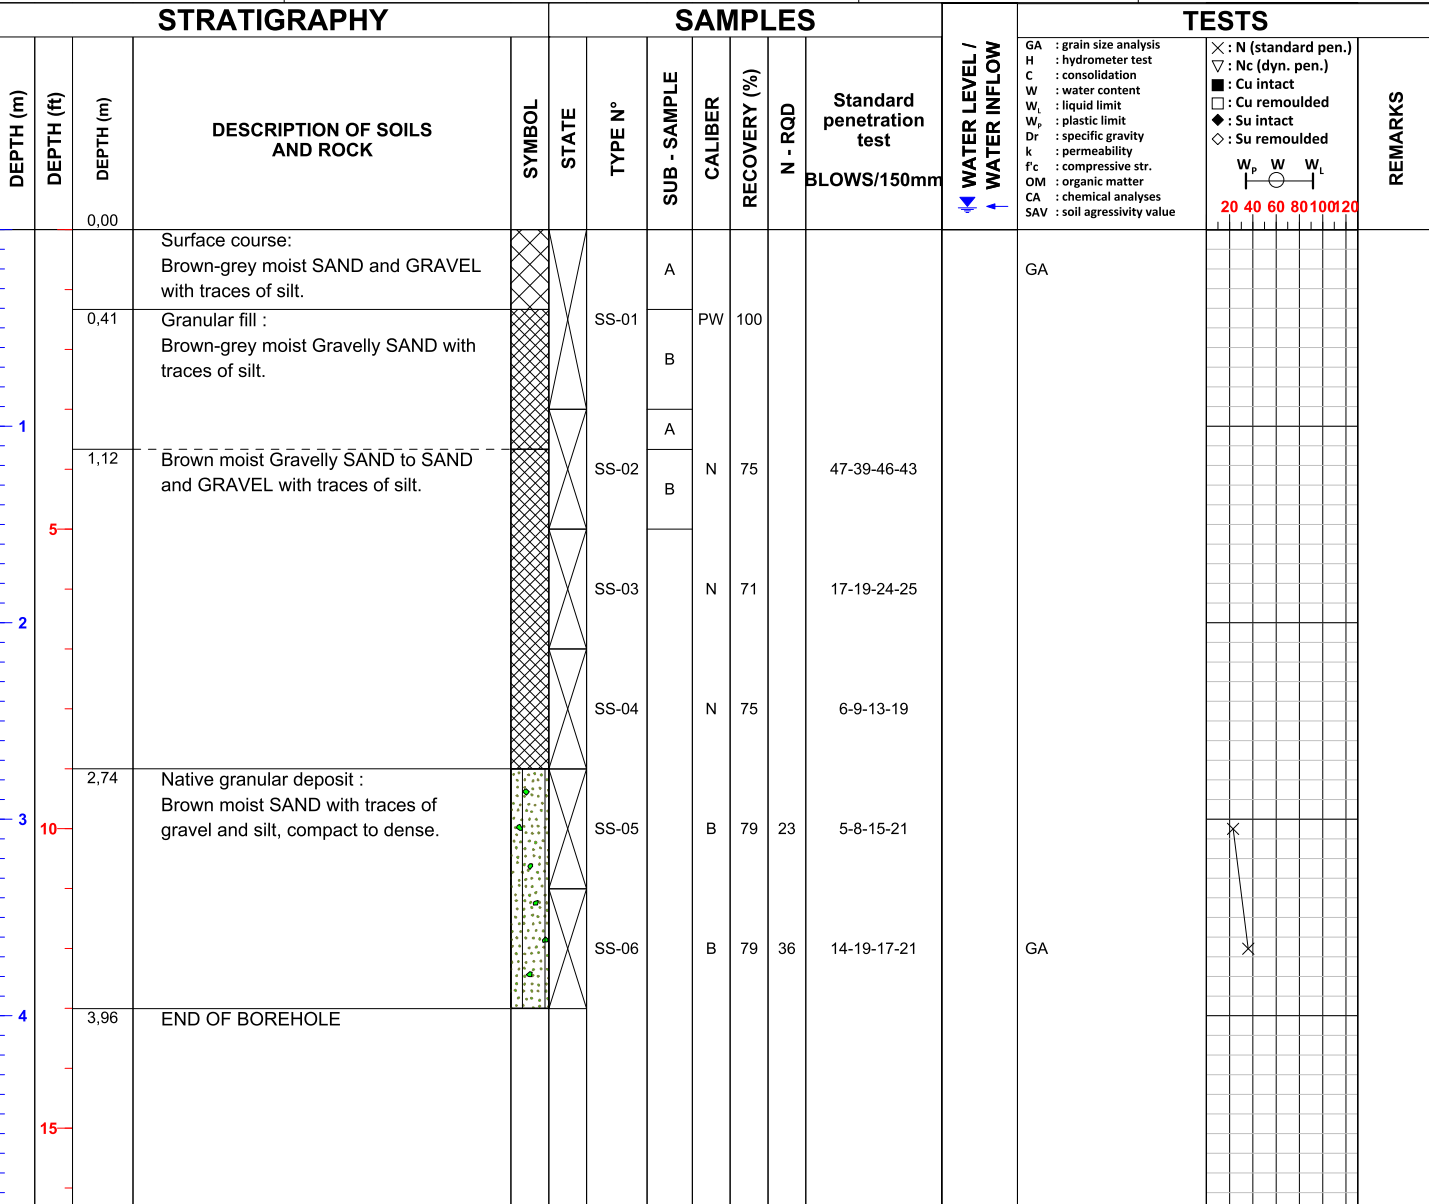 STRATIGRAPHY
SAMPLES
TESTS
DEPTH (m)
DEPTH (ft)
DEPTH (m)
0,00
DESCRIPTION OF SOILS
AND ROCK
SYMBOL
STATE
TYPE N°
SUB - SAMPLE
CALIBER
RECOVERY (%)
N - RQD
Standard
penetration
test
BLOWS/150mm
WATER LEVEL /
WATER INFLOW
GA : grain size analysis
H : hydrometer test
C : consolidation
W : water content
WL : liquid limit
WP : plastic limit
Dr : specific gravity
k : permeability
f'c : compressive str.
OM : organic matter
CA : chemical analyses
SAV : soil agressivity value
: N (standard pen.)
: Nc (dyn. pen.)
: Cu intact
: Cu remoulded
: Su intact
: Su remoulded
WP W WL
20 40 60 80 100 120
REMARKS
Surface course:
Brown-grey moist SAND and GRAVEL
with traces of silt.
A
GA
0,41
Granular fill :
Brown-grey moist Gravelly SAND with
traces of silt.
SS-01
B
PW
100
1
A
1,12
Brown moist Gravelly SAND to SAND
and GRAVEL with traces of silt.
SS-02
B
N
75
47-39-46-43
5
SS-03
N
71
17-19-24-25
2
SS-04
N
75
6-9-13-19
2,74
Native granular deposit :
Brown moist SAND with traces of
gravel and silt, compact to dense.
3
10
SS-05
B
79
23
5-8-15-21
SS-06
B
79
36
14-19-17-21
GA
4
3,96
END OF BOREHOLE
15